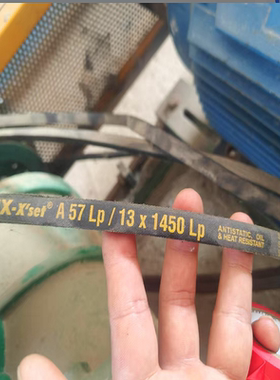 X-X'set® A 57 Lp / 13 x 1450 Lp
ANTISTATIC, OIL
& HEAT RESISTANT